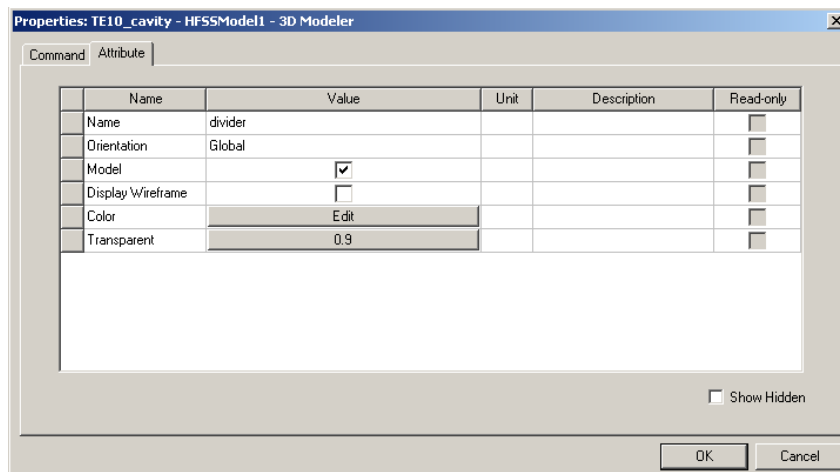 Properties: TE10_cavity - HFSSModel1 - 3D Modeler
Command Attribute
Name Value Unit Description Read-only
Name divider
Orientation Global
Model
Display Wireframe
Color Edit
Transparent 0.9
Show Hidden
OK Cancel